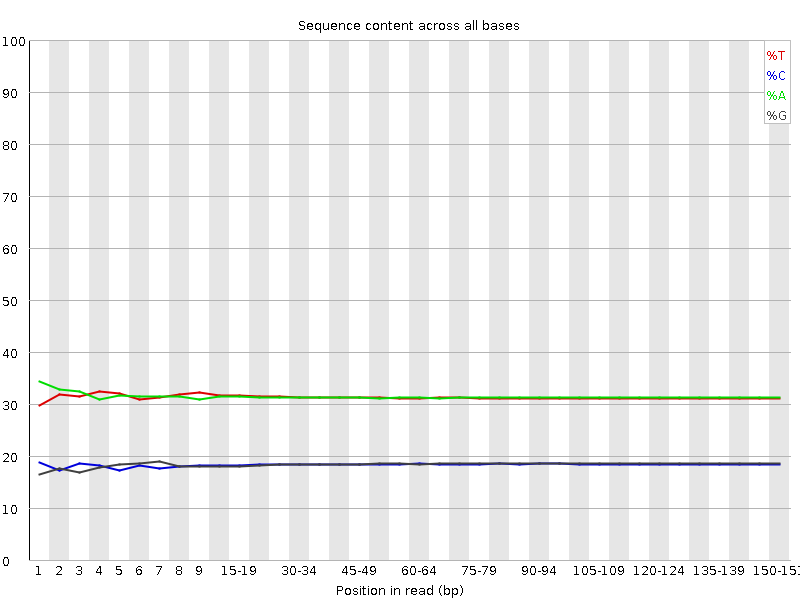 Sequence content across all bases
%T
%C
%A
%G
100
90
80
70
60
50
40
30
20
10
0
1 2 3 4 5 6 7 8 9 15-19 30-34 45-49 60-64 75-79 90-94 105-109 120-124 135-139 150-151
Position in read (bp)